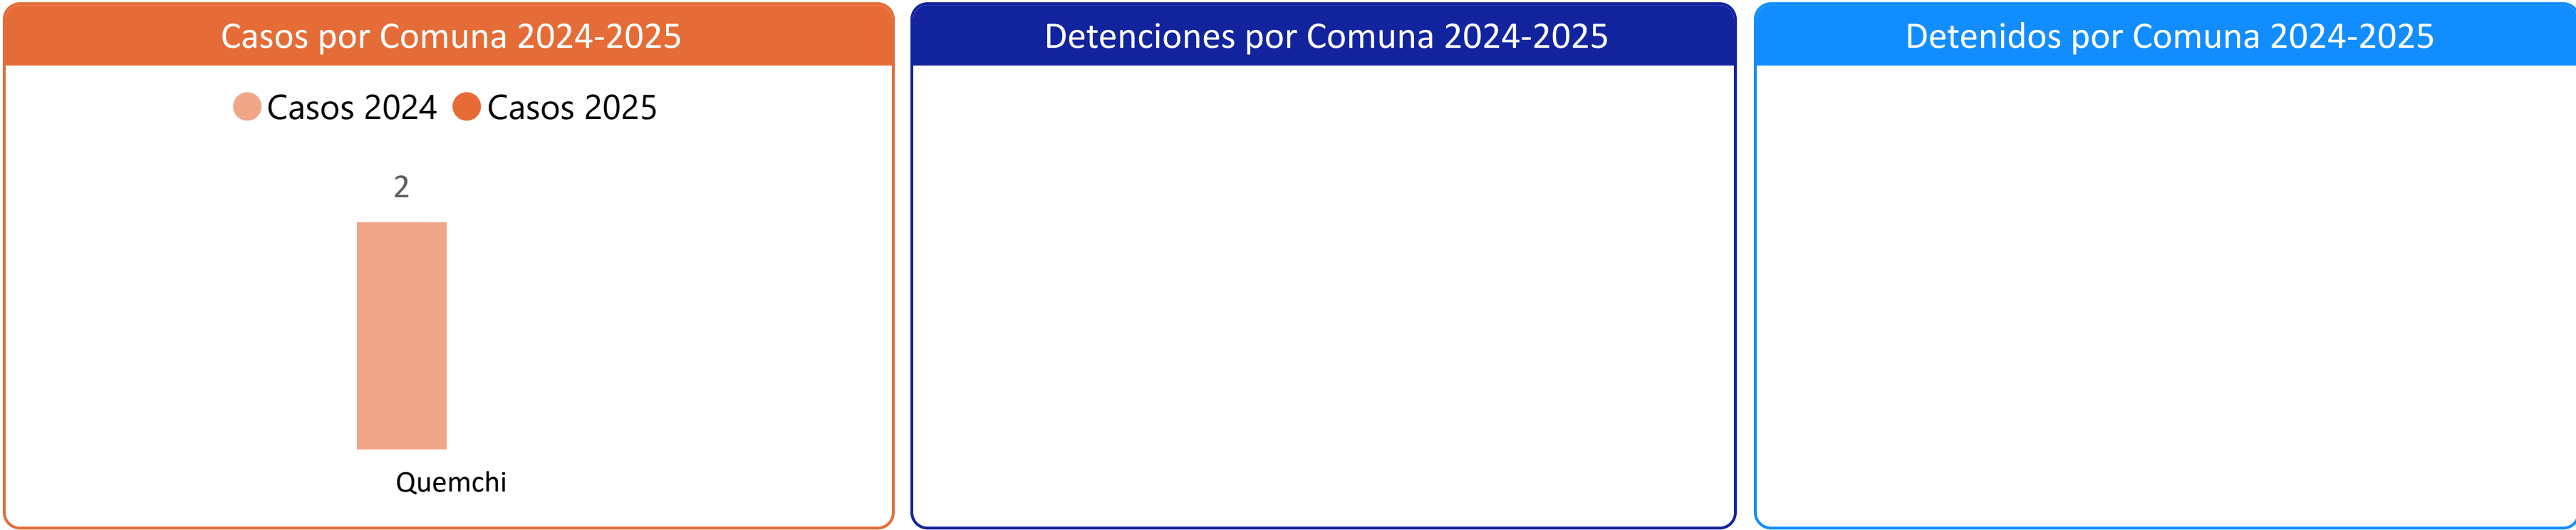 Casos por Comuna 2024-2025
Casos 2024 Casos 2025
2
Quemchi
Detenciones por Comuna 2024-2025
Detenidos por Comuna 2024-2025